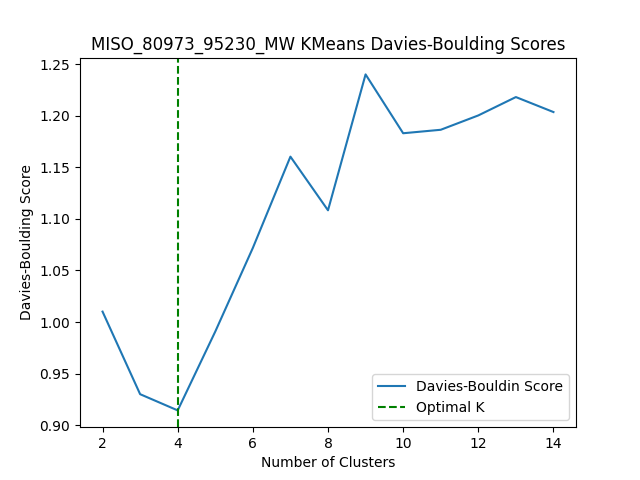 MISO_80973_95230_MW KMeans Davies-Boulding Scores
1.25
1.20
1.15
1.10
1.05
1.00
0.95
0.90
Davies-Boulding Score
Davies-Bouldin Score
Optimal K
2 4 6 8 10 12 14
Number of Clusters